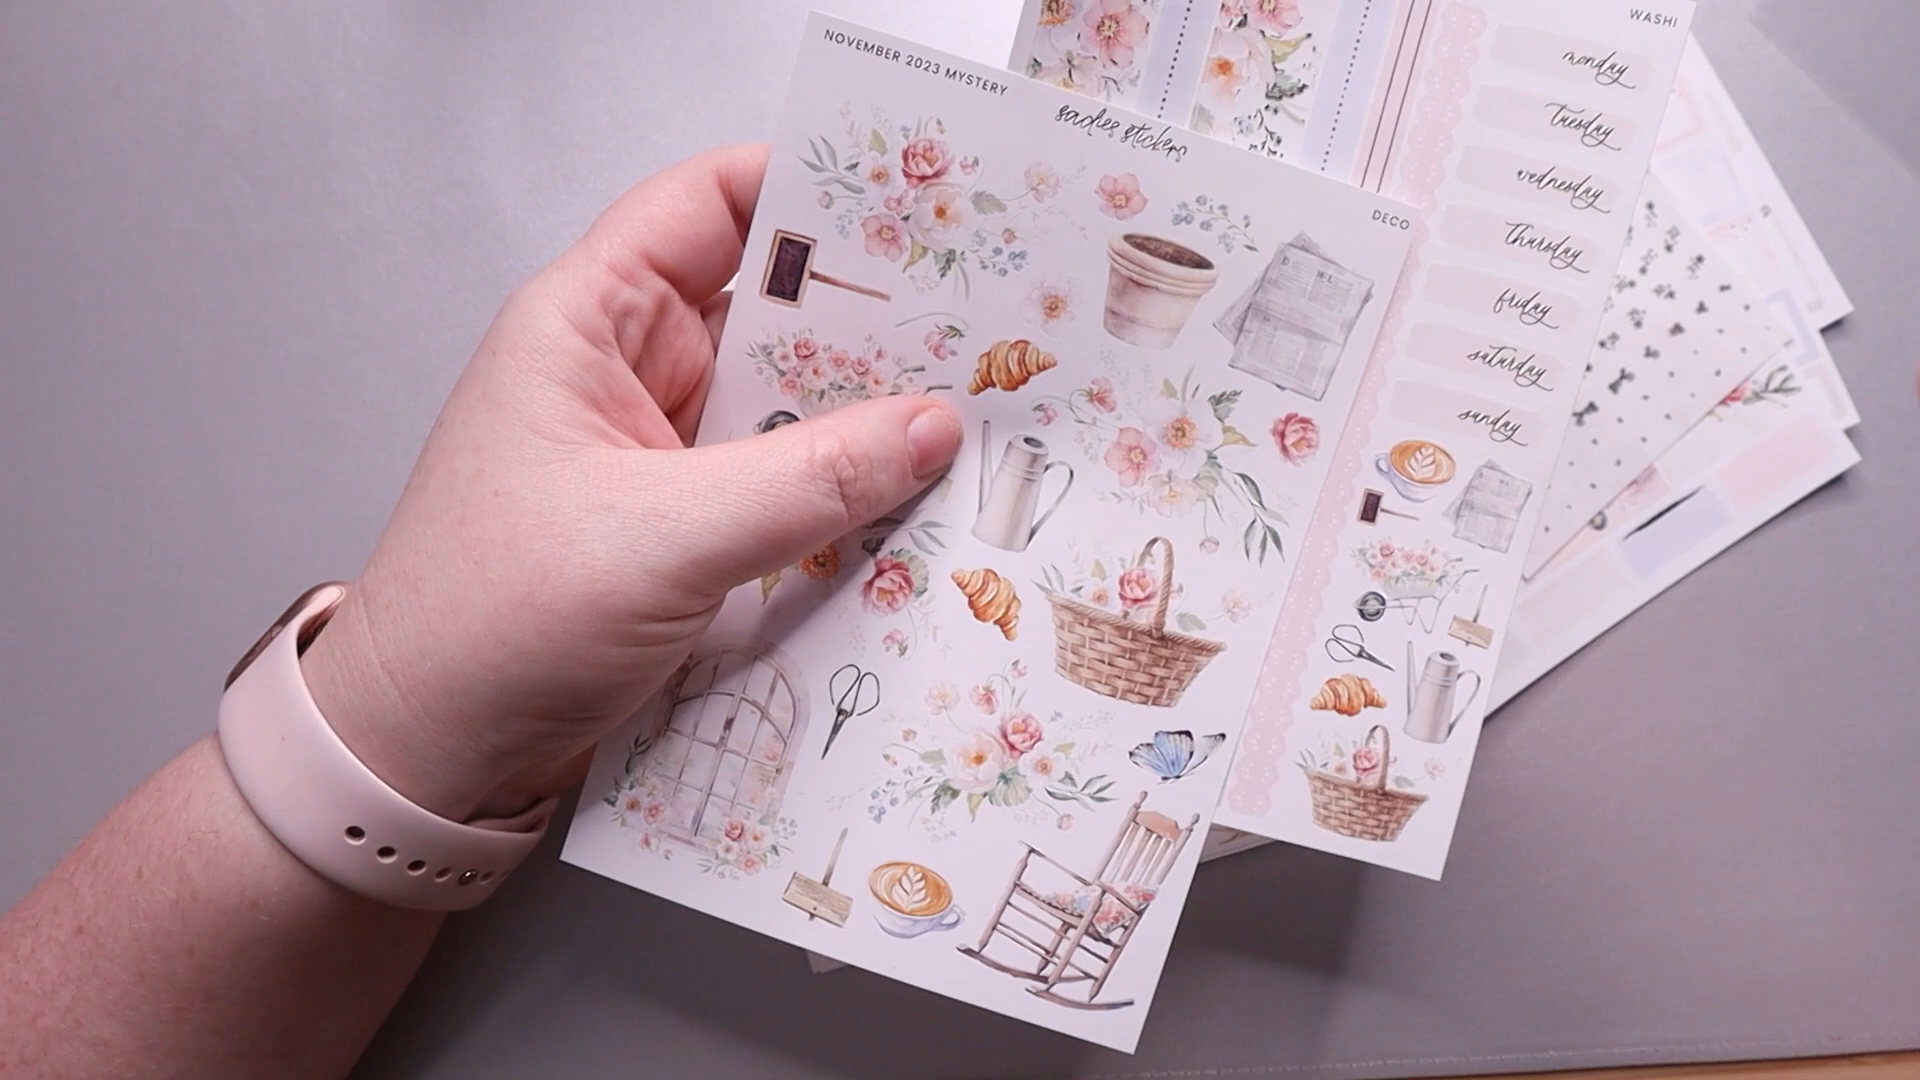 NOVEMBER 2023 MYSTERY
sadies stickers
DECO
WASHI
monday
tuesday
wednesday
thursday
friday
saturday
sunday